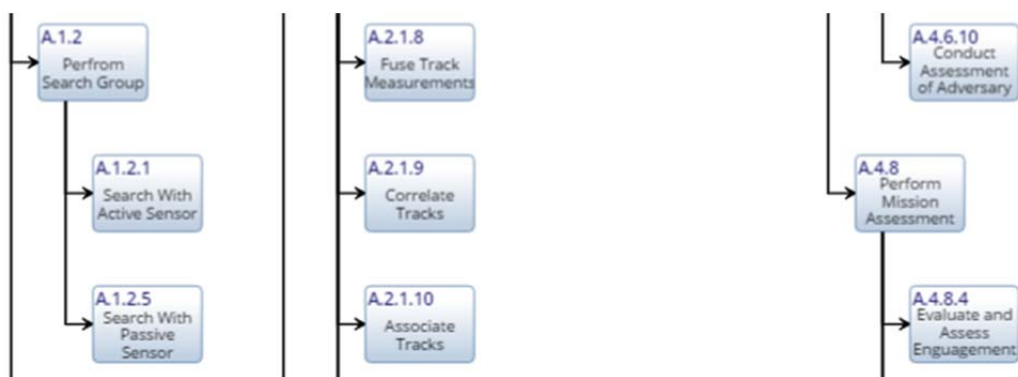 A.1.2
Perfrom
Search Group
A.1.2.1
Search With
Active Sensor
A.1.2.5
Search With
Passive
Sensor
A.2.1.8
Fuse Track
Measurements
A.2.1.9
Correlate
Tracks
A.2.1.10
Associate
Tracks
A.4.6.10
Conduct
Assessment
of Adversary
A.4.8
Perform
Mission
Assessment
A.4.8.4
Evaluate and
Assess
Enguagement